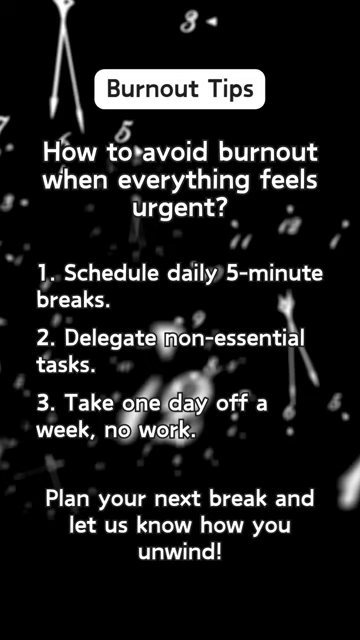 Burnout Tips
How to avoid burnout
when everything feels
urgent?
1. Schedule daily 5-minute
breaks.
2. Delegate non-essential
tasks.
3. Take one day off a
week, no work.
Plan your next break and
let us know how you
unwind!